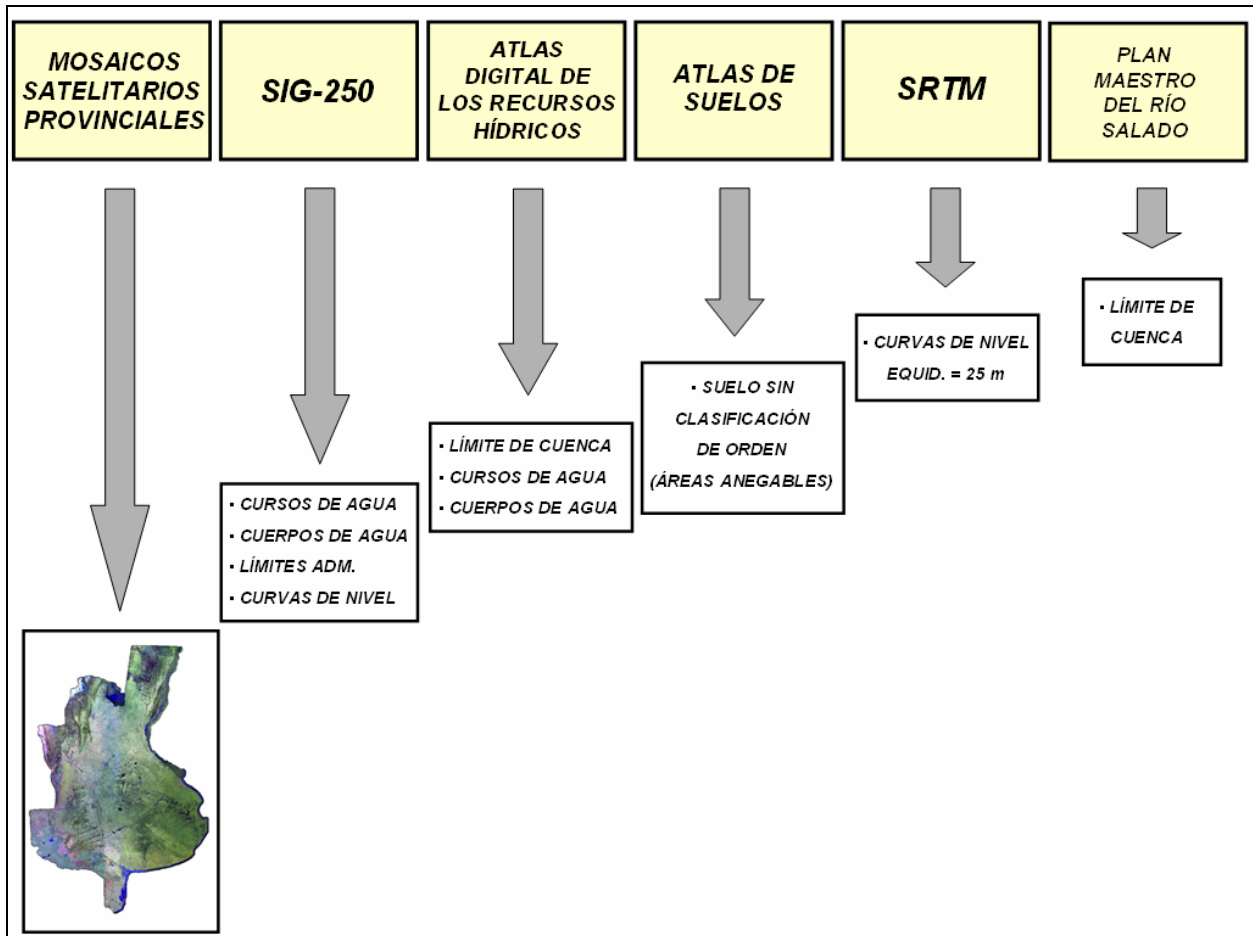 MOSAICOS
SATELITARIOS
PROVINCIALES
SIG-250
ATLAS
DIGITAL DE
LOS RECURSOS
HÍDRICOS
ATLAS DE
SUELOS
SRTM
PLAN
MAESTRO
DEL RÍO
SALADO
▪ CURSOS DE AGUA
▪ CUERPOS DE AGUA
▪ LÍMITES ADM.
▪ CURVAS DE NIVEL
▪ LÍMITE DE CUENCA
▪ CURSOS DE AGUA
▪ CUERPOS DE AGUA
▪ SUELO SIN
CLASIFICACIÓN
DE ORDEN
(ÁREAS ANEGABLES)
▪ CURVAS DE NIVEL
EQUID. = 25 m
▪ LÍMITE DE
CUENCA